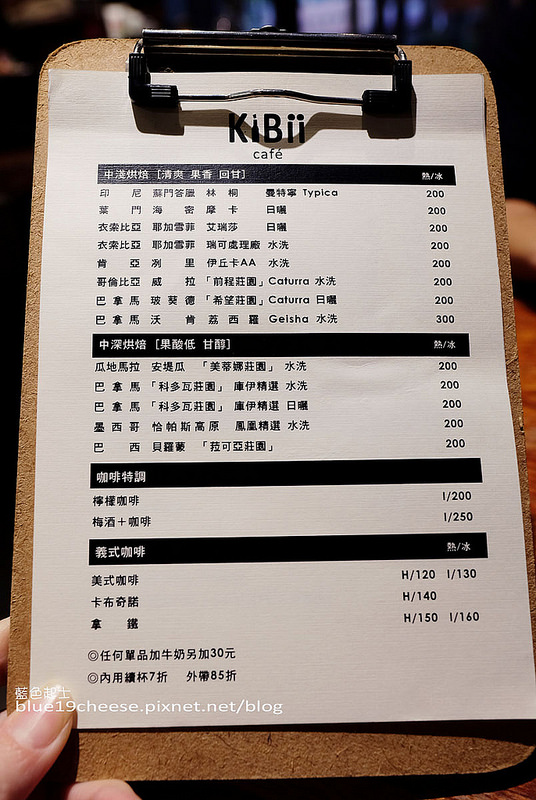 KiBii
café
中淺烘焙 [清爽 果香 回甘] 熱/冰
印尼 蘇門答臘 林桐 曼特寧 Typica 200
葉門 海密 摩卡 日曬 200
衣索比亞 耶加雪菲 艾瑞莎 日曬 200
衣索比亞 耶加雪菲 瑞可處理廠 水洗 200
肯亞 冽里 伊丘卡AA 水洗 200
哥倫比亞 威拉 「前程莊園」Caturra 水洗 200
巴拿馬 玻葵德 「希望莊園」Caturra 日曬 200
巴拿馬 沃肯 荔西羅 Geisha 水洗 300
中深烘焙 [果酸低 甘醇] 熱/冰
瓜地馬拉 安堤瓜 「美蒂娜莊園」 水洗 200
巴拿馬「科多瓦莊園」 庫伊精選 水洗 200
巴拿馬「科多瓦莊園」 庫伊精選 日曬 200
墨西哥 恰帕斯高原 鳳凰精選 水洗 200
巴西 貝羅蒙 「菈可亞莊園」 200
咖啡特調
檸檬咖啡 I/200
梅酒+咖啡 I/250
義式咖啡 熱/冰
美式咖啡 H/120 I/130
卡布奇諾 H/140
拿鐵 H/150 I/160
◎任何單品加牛奶另加30元
◎內用續杯7折 外帶85折
藍色起士
blue19cheese.pixnet.net/blog